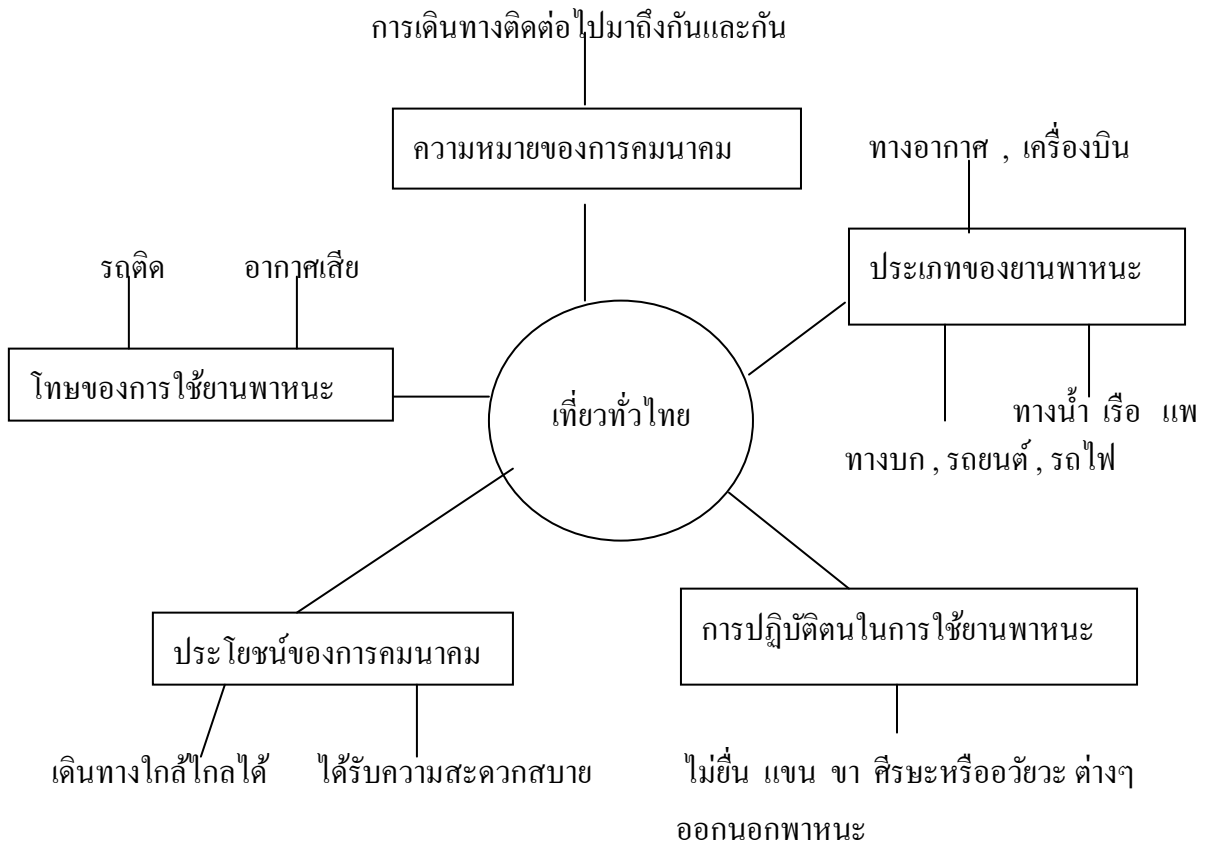 การเดินทางติดต่อไปมาถึงกันและกัน
ความหมายของการคมนาคม
ทางอากาศ , เครื่องบิน
ประเภทของยานพาหนะ
รถติด อากาศเสีย
โทษของการใช้ยานพาหนะ
เที่ยวทั่วไทย
ทางน้ำ เรือ แพ
ทางบก , รถยนต์ , รถไฟ
การปฏิบัติตนในการใช้ยานพาหนะ
ประโยชน์ของการคมนาคม
เดินทางใกล้ไกลได้ ได้รับความสะดวกสบาย
ไม่ยื่น แขน ขา ศีรษะหรืออวัยวะ ต่างๆ
ออกนอกพาหนะ